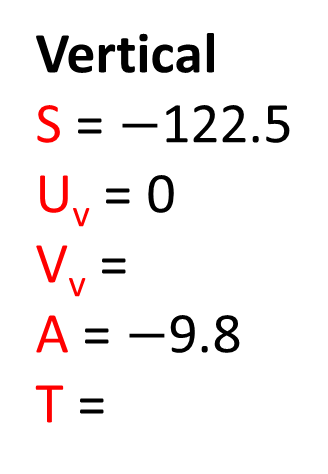 Vertical
S = −122.5
Uv = 0
Vv =
A = −9.8
T =